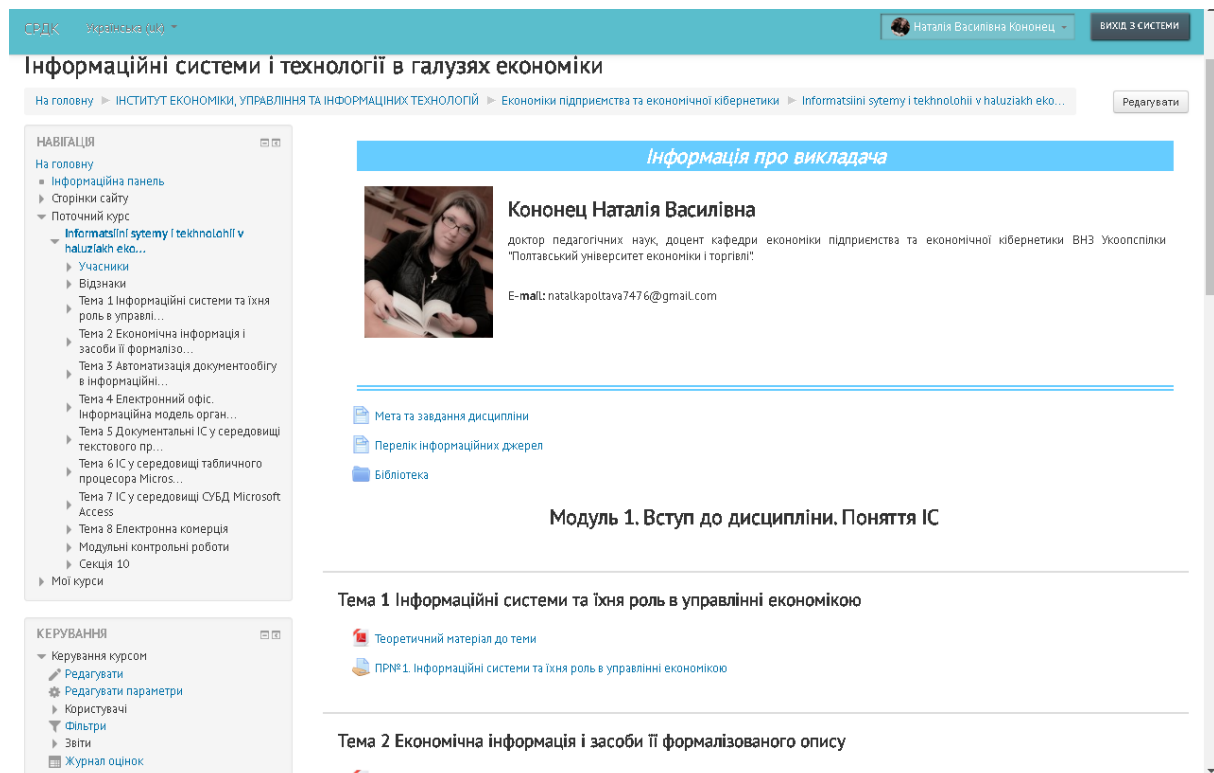 СРДК Українська (uk)
Наталія Василівна Кононец
ВИХІД З СИСТЕМИ
Інформаційні системи і технології в галузях економіки
На головну ► ІНСТИТУТ ЕКОНОМІКИ, УПРАВЛІННЯ ТА ІНФОРМАЦІНИХ ТЕХНОЛОГІЙ ► Економіки підприємства та економічної кібернетики ► Informatsiini sytemy i tekhnolohii v haluziakh eko...
Редагувати
НАВІГАЦІЯ
На головну
Інформаційна панель
Сторінки сайту
Поточний курс
Informatsiini sytemy i tekhnolohii v
haluziakh eko...
Учасники
Відзнаки
Тема 1 Інформаційні системи та їхня
роль в управлі...
Тема 2 Економічна інформація і
засоби її формалізо...
Тема 3 Автоматизація документообігу
в інформаційні...
Тема 4 Електронний офіс.
Інформаційна модель орган...
Тема 5 Документальні ІС у середовищі
текстового пр...
Тема 6 ІС у середовищі табличного
процесора Micros...
Тема 7 ІС у середовищі СУБД Microsoft
Access
Тема 8 Електронна комерція
Модульні контрольні роботи
Секція 10
Мої курси
КЕРУВАННЯ
Керування курсом
Редагувати
Редагувати параметри
Користувачі
Фільтри
Звіти
Журнал оцінок
Інформація про викладача
Кононец Наталія Василівна
доктор педагогічних наук, доцент кафедри економіки підприємства та економічної кібернетики ВНЗ Укоопспілки
"Полтавський університет економіки і торгівлі".
E-mail: natalkapoltava7476@gmail.com
Мета та завдання дисципліни
Перелік інформаційних джерел
Бібліотека
Модуль 1. Вступ до дисципліни. Поняття ІС
Тема 1 Інформаційні системи та їхня роль в управлінні економікою
Теоретичний матеріал до теми
ПР№1. Інформаційні системи та їхня роль в управлінні економікою
Тема 2 Економічна інформація і засоби її формалізованого опису